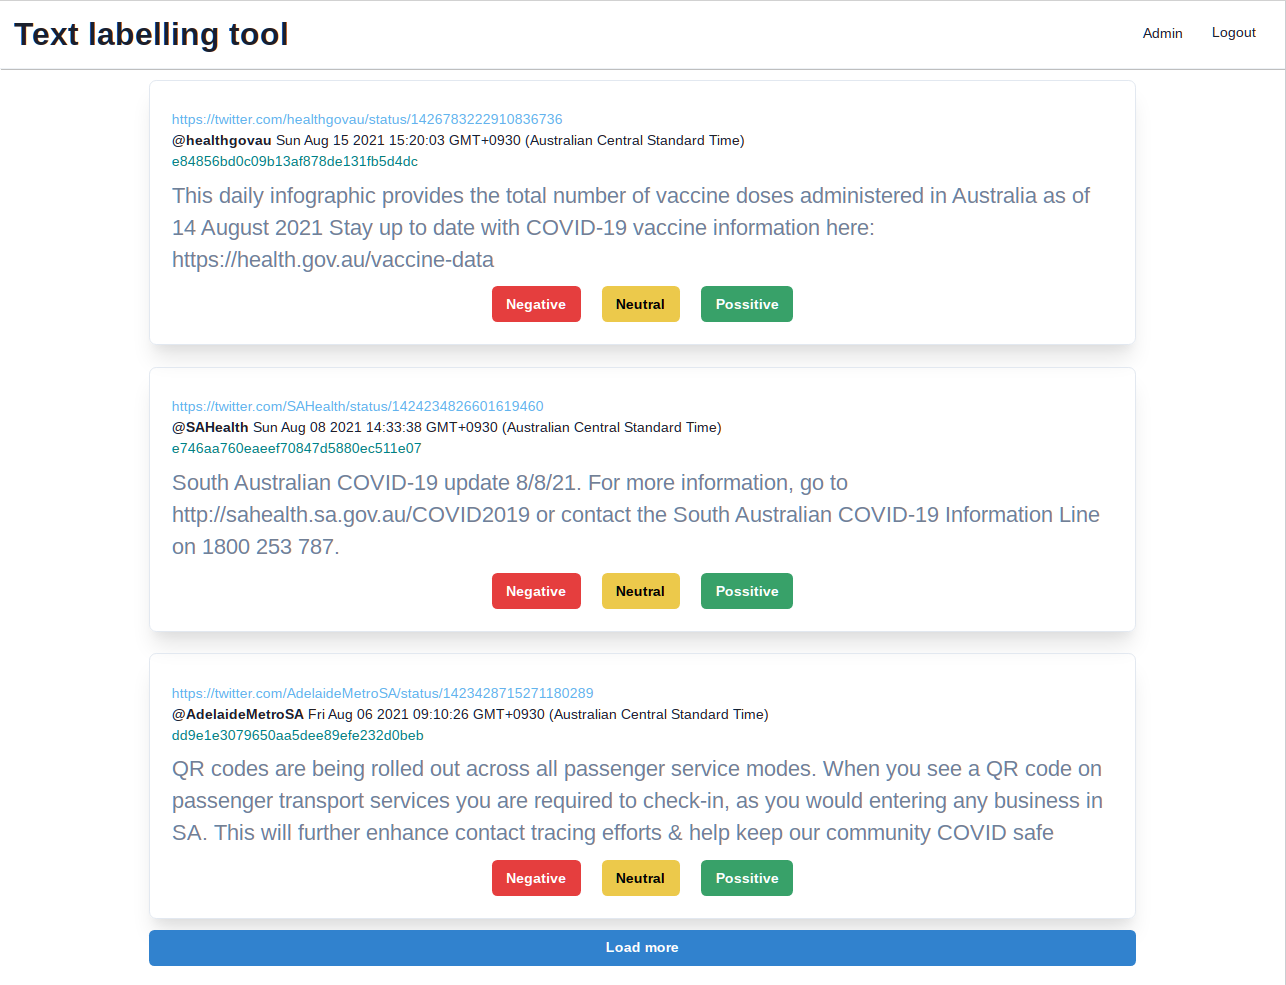 Text labelling tool
Admin
Logout
https://twitter.com/healthgovau/status/1426783222910836736
@healthgovau Sun Aug 15 2021 15:20:03 GMT+0930 (Australian Central Standard Time)
e84856bd0c09b13af878de131fb5d4dc
This daily infographic provides the total number of vaccine doses administered in Australia as of
14 August 2021 Stay up to date with COVID-19 vaccine information here:
https://health.gov.au/vaccine-data
Negative
Neutral
Possitive
https://twitter.com/SAHealth/status/1424234826601619460
@SAHealth Sun Aug 08 2021 14:33:38 GMT+0930 (Australian Central Standard Time)
e746aa760eaeef70847d5880ec511e07
South Australian COVID-19 update 8/8/21. For more information, go to
http://sahealth.sa.gov.au/COVID2019 or contact the South Australian COVID-19 Information Line
on 1800 253 787.
Negative
Neutral
Possitive
https://twitter.com/AdelaideMetroSA/status/1423428715271180289
@AdelaideMetroSA Fri Aug 06 2021 09:10:26 GMT+0930 (Australian Central Standard Time)
dd9e1e3079650aa5dee89efe232d0beb
QR codes are being rolled out across all passenger service modes. When you see a QR code on
passenger transport services you are required to check-in, as you would entering any business in
SA. This will further enhance contact tracing efforts & help keep our community COVID safe
Negative
Neutral
Possitive
Load more